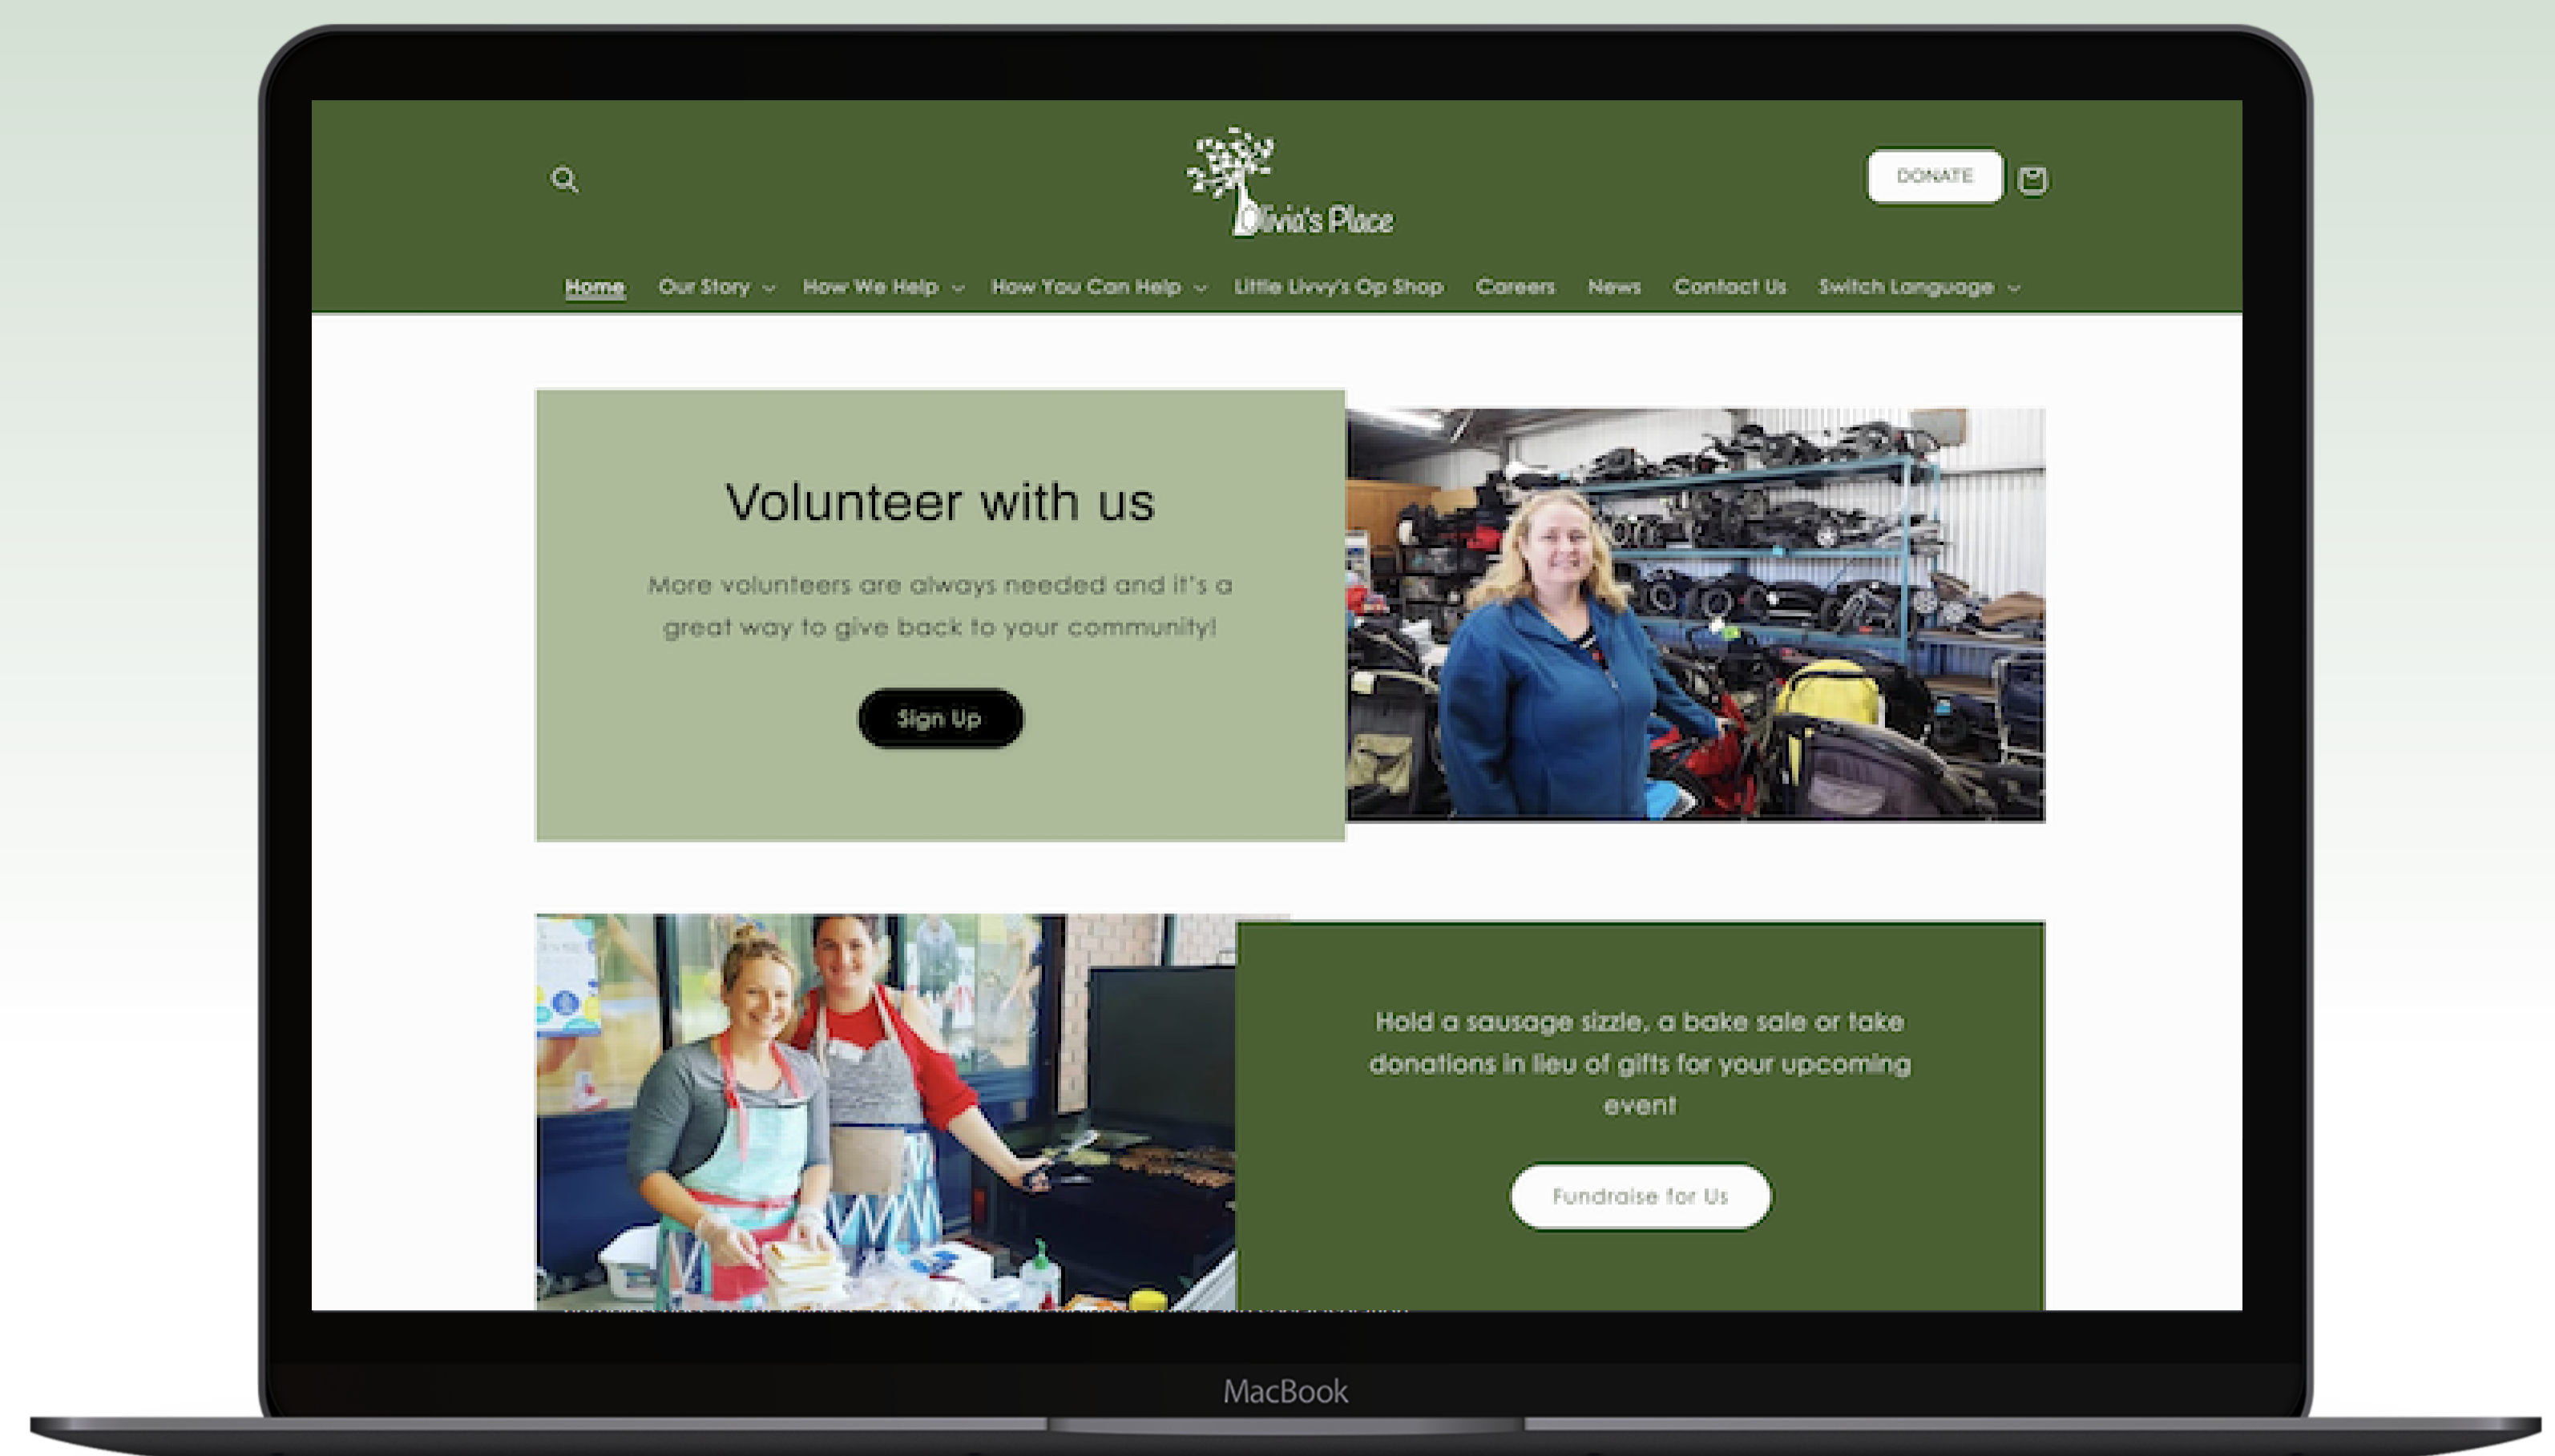 Olivia's Place
DONATE
Home Our Story How We Help How You Can Help Little Livvy's Op Shop Careers News Contact Us Switch Language
Volunteer with us
More volunteers are always needed and it's a
great way to give back to your community!
Sign Up
Hold a sausage sizzle, a bake sale or take
donations in lieu of gifts for your upcoming
event
Fundraise for Us
MacBook